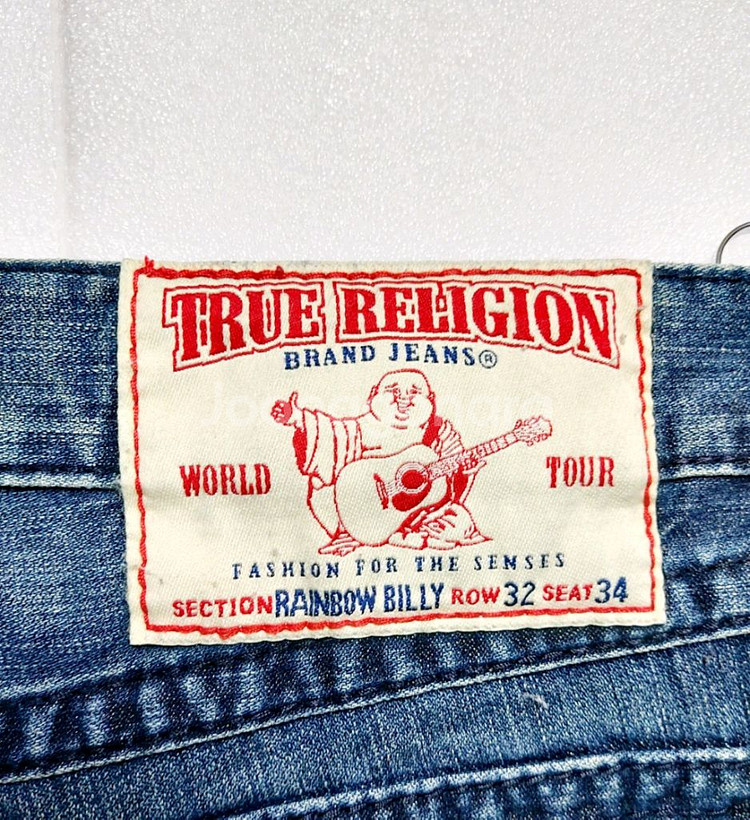 TRUE RELIGION
BRAND JEANS®
WORLD TOUR
FASHION FOR THE SENSES
SECTION RAINBOW BILLY ROW 32 SEAT 34